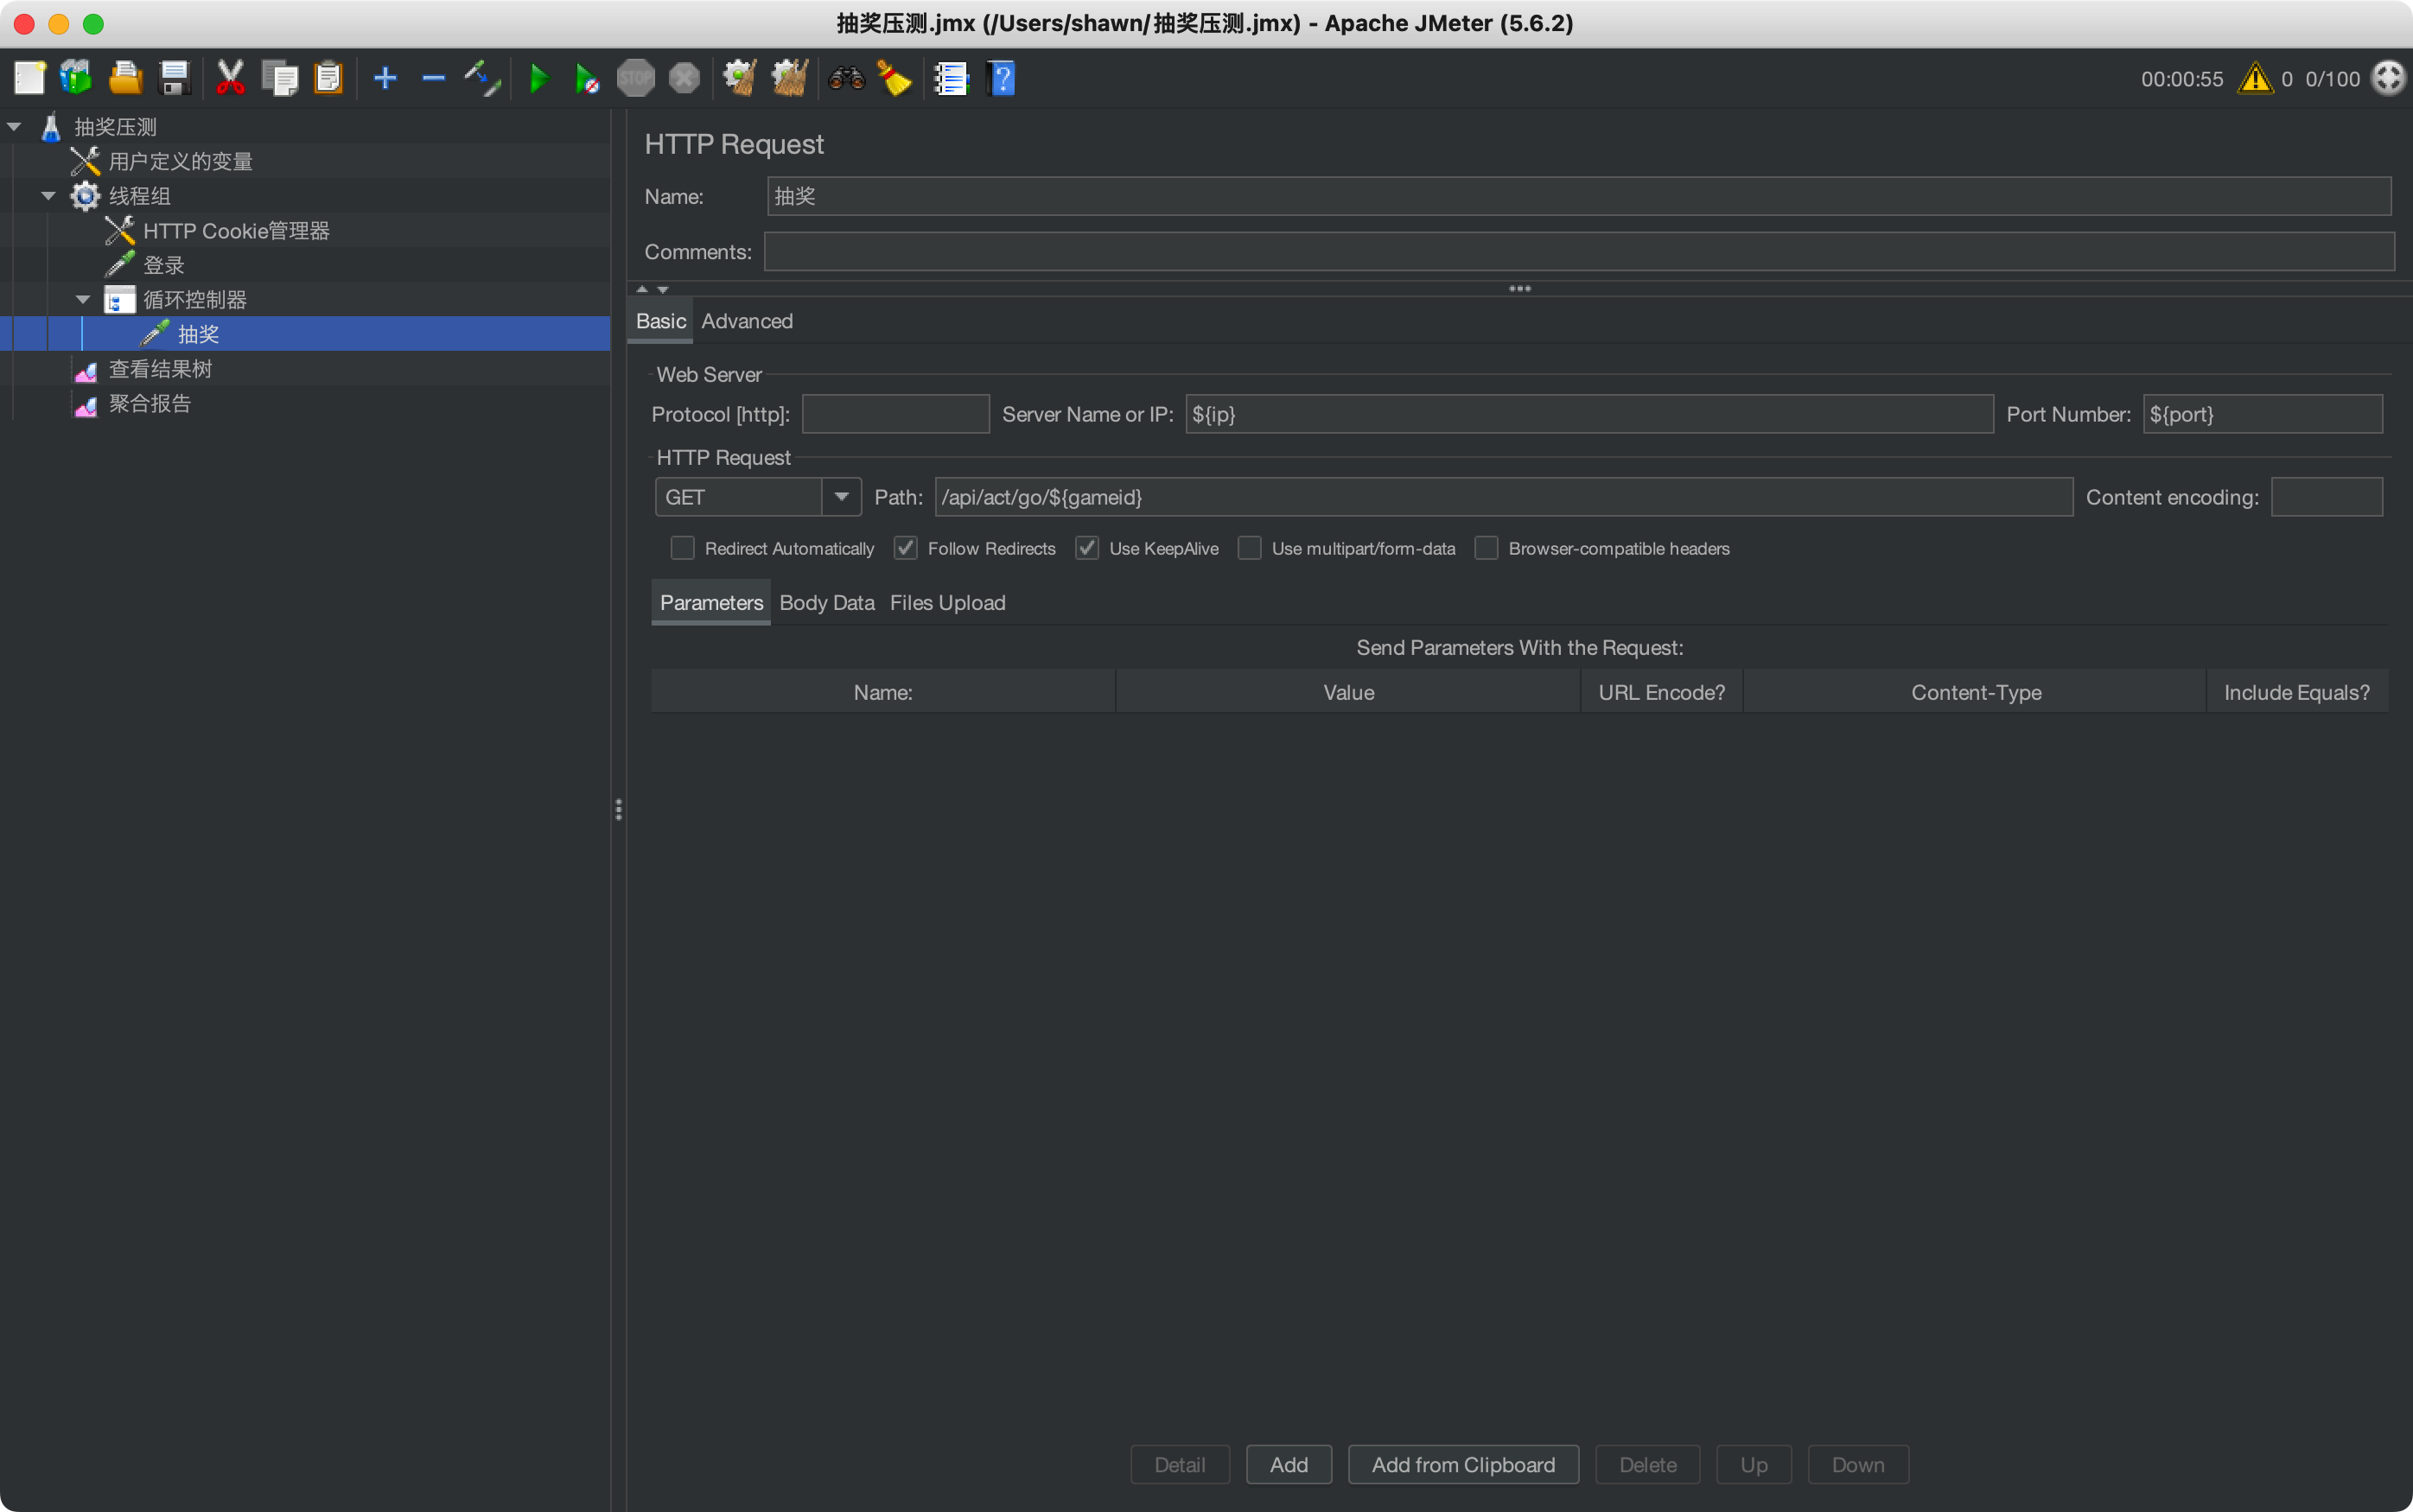 抽奖压测.jmx (/Users/shawn/抽奖压测.jmx) - Apache JMeter (5.6.2)
STOP
00:00:55 0 0/100
抽奖压测
用户定义的变量
线程组
HTTP Cookie管理器
登录
循环控制器
抽奖
查看结果树
聚合报告
HTTP Request
Name: 抽奖
Comments:
Basic Advanced
Web Server
Protocol [http]: Server Name or IP: ${ip} Port Number: ${port}
HTTP Request
GET Path: /api/act/go/${gameid} Content encoding:
Redirect Automatically Follow Redirects Use KeepAlive Use multipart/form-data Browser-compatible headers
Parameters Body Data Files Upload
Send Parameters With the Request:
Name: Value URL Encode? Content-Type Include Equals?
Detail Add Add from Clipboard Delete Up Down